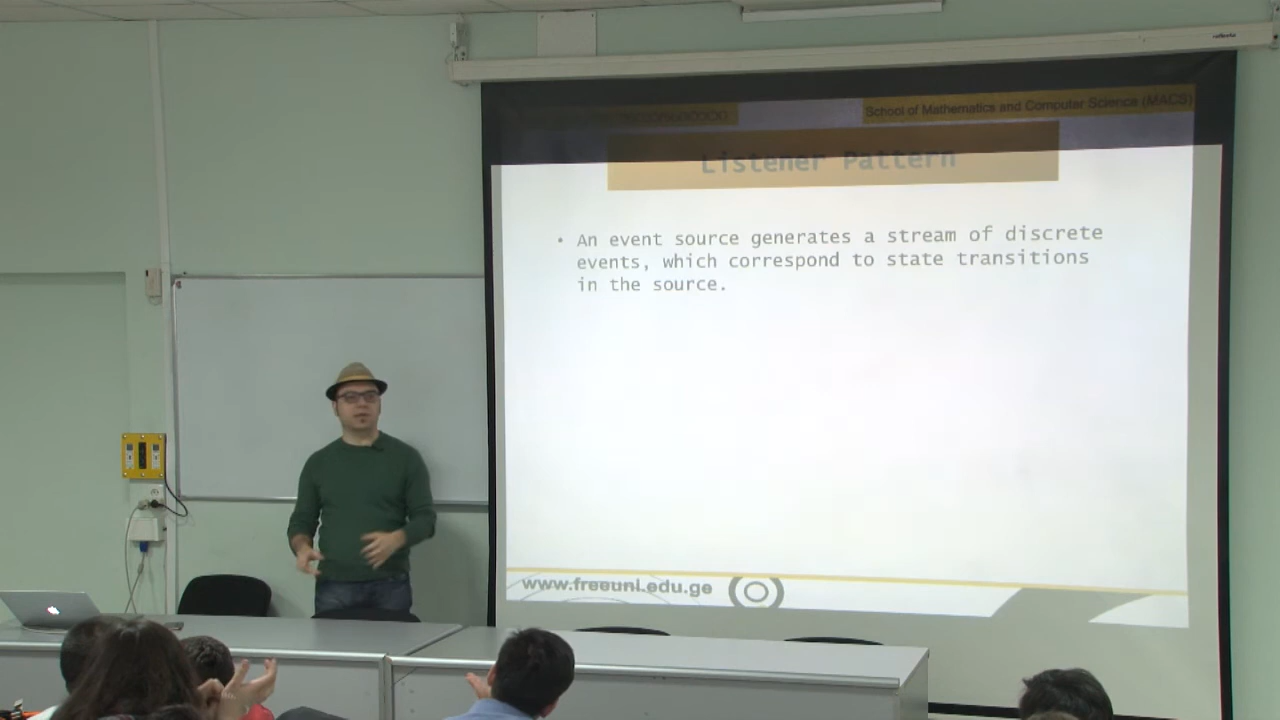 School of Mathematics and Computer Science (MACS)
Listener Pattern
• An event source generates a stream of discrete
events, which correspond to state transitions
in the source.
www.freeuni.edu.ge